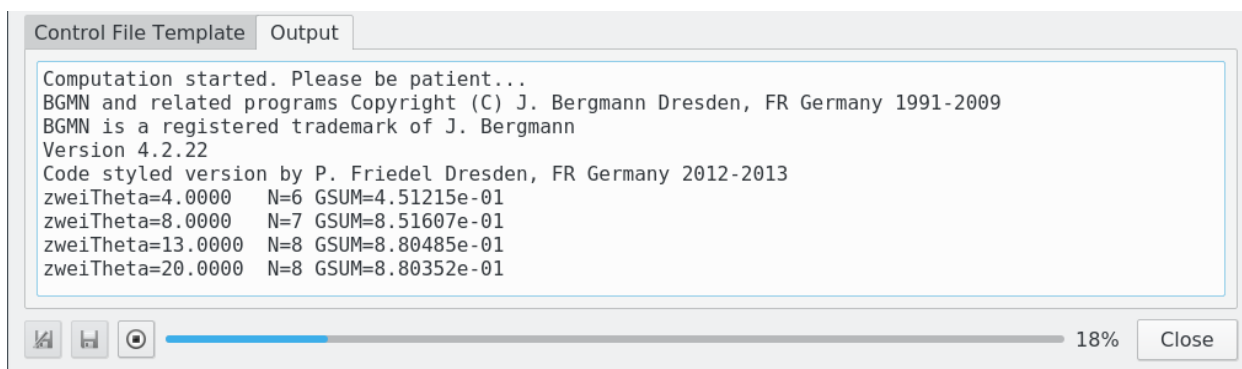 Control File Template Output
Computation started. Please be patient...
BGMN and related programs Copyright (C) J. Bergmann Dresden, FR Germany 1991-2009
BGMN is a registered trademark of J. Bergmann
Version 4.2.22
Code styled version by P. Friedel Dresden, FR Germany 2012-2013
zweiTheta=4.0000   N=6 GSUM=4.51215e-01
zweiTheta=8.0000   N=7 GSUM=8.51607e-01
zweiTheta=13.0000  N=8 GSUM=8.80485e-01
zweiTheta=20.0000  N=8 GSUM=8.80352e-01
18% Close